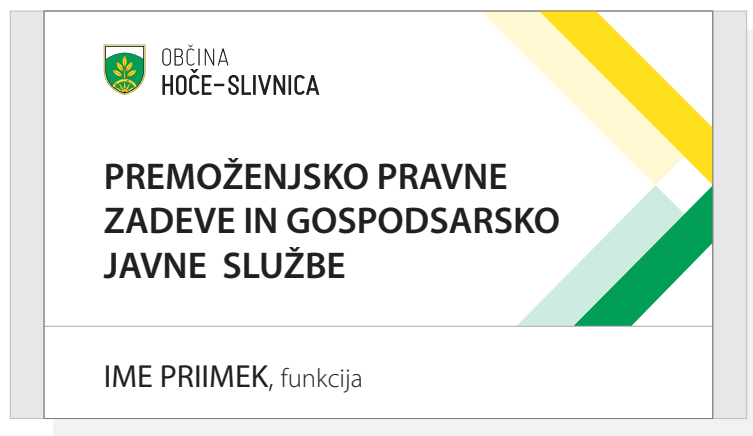 OBČINA
HOČE–SLIVNICA
PREMOŽENJSKO PRAVNE
ZADEVE IN GOSPODSARSKO
JAVNE SLUŽBE
IME PRIIMEK, funkcija